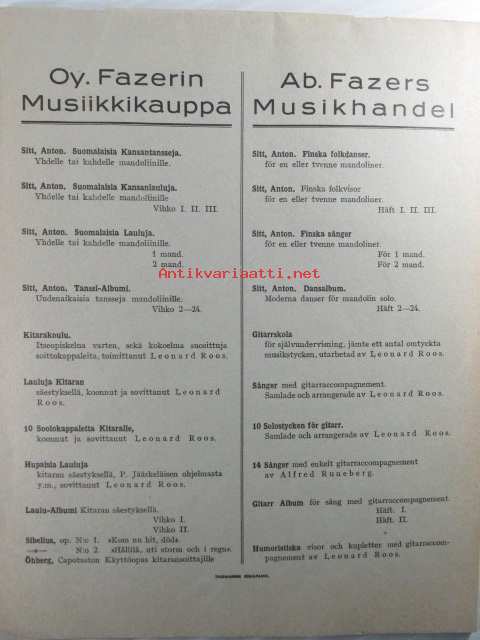 Oy. Fazerin
Musiikkikauppa
Sitt, Anton. Suomalaisia Kansantansseja.
Yhdelle tai kahdelle mandoliinille.
Sitt, Anton. Suomalaisia Kansanlauluja.
Yhdelle tai kahdelle mandoliinille
Vihko I. II. III.
Sitt, Anton. Suomalaisia Lauluja.
Yhdelle tai kahdelle mandoliinille.
1 mand.
2 mand.
Sitt, Anton. Tanssi-Albumi.
Uudenaikaisia tansseja mandoliinille.
Vihko 2—24.
Kitarakoulu.
Itseopiskelua varten, sekä kokoelma suosittuja
soittokappaleita, toimittanut Leonard Roos.
Lauluja Kitaran
säestyksellä, koonnut ja sovittanut Leonard
Roos.
10 Soolokappaletta Kitaralle,
koonnut ja sovittanut Leonard Roos.
Hupaisia Lauluja
kitaran säestyksellä, P. Jääskeläisen ohjelmasta
y.m., sovittanut Leonard Roos.
Laulu-Albumi Kitaran säestyksellä.
Vihko I.
Vihko II.
Sibelius, op. N:o 1. »Kom nu hit, död».
—»— N:o 2. »Hållilå, uti storm och i regn».
Öhberg, Capotaston Käyttöopas kitaransoittajille
Ab. Fazers
Musikhandel
Sitt, Anton. Finska folkdanser.
för en eller tvenne mandoliner.
Sitt, Anton. Finska folkvisor
för en eller tvenne mandoliner.
Häft I. II. III.
Sitt, Anton. Finska sånger
för en eller tvenne mandoliner.
För 1 mand.
För 2 mand.
Sitt, Anton. Dansalbum.
Moderna danser för mandolin solo.
Häft 2—24.
Gitarrskola
för självundervisning, jämte ett antal omtyckta
musikstycken, utarbetad av Leonard Roos.
Sånger med gitarraccompagnement.
Samlade och arrangerade av Leonard Roos.
10 Solostycken för gitarr.
Samlade och arrangerade av Leonard Roos.
14 Sånger med enkelt gitarraccompagnement
av Alfred Runeberg.
Gitarr Album för sång med gitarraccompagnement.
Häft. I.
Häft II.
Humoristiska visor och kupletter med gitarraccom-
pagnement av Leonard Roos.
Antikvariaatti.net